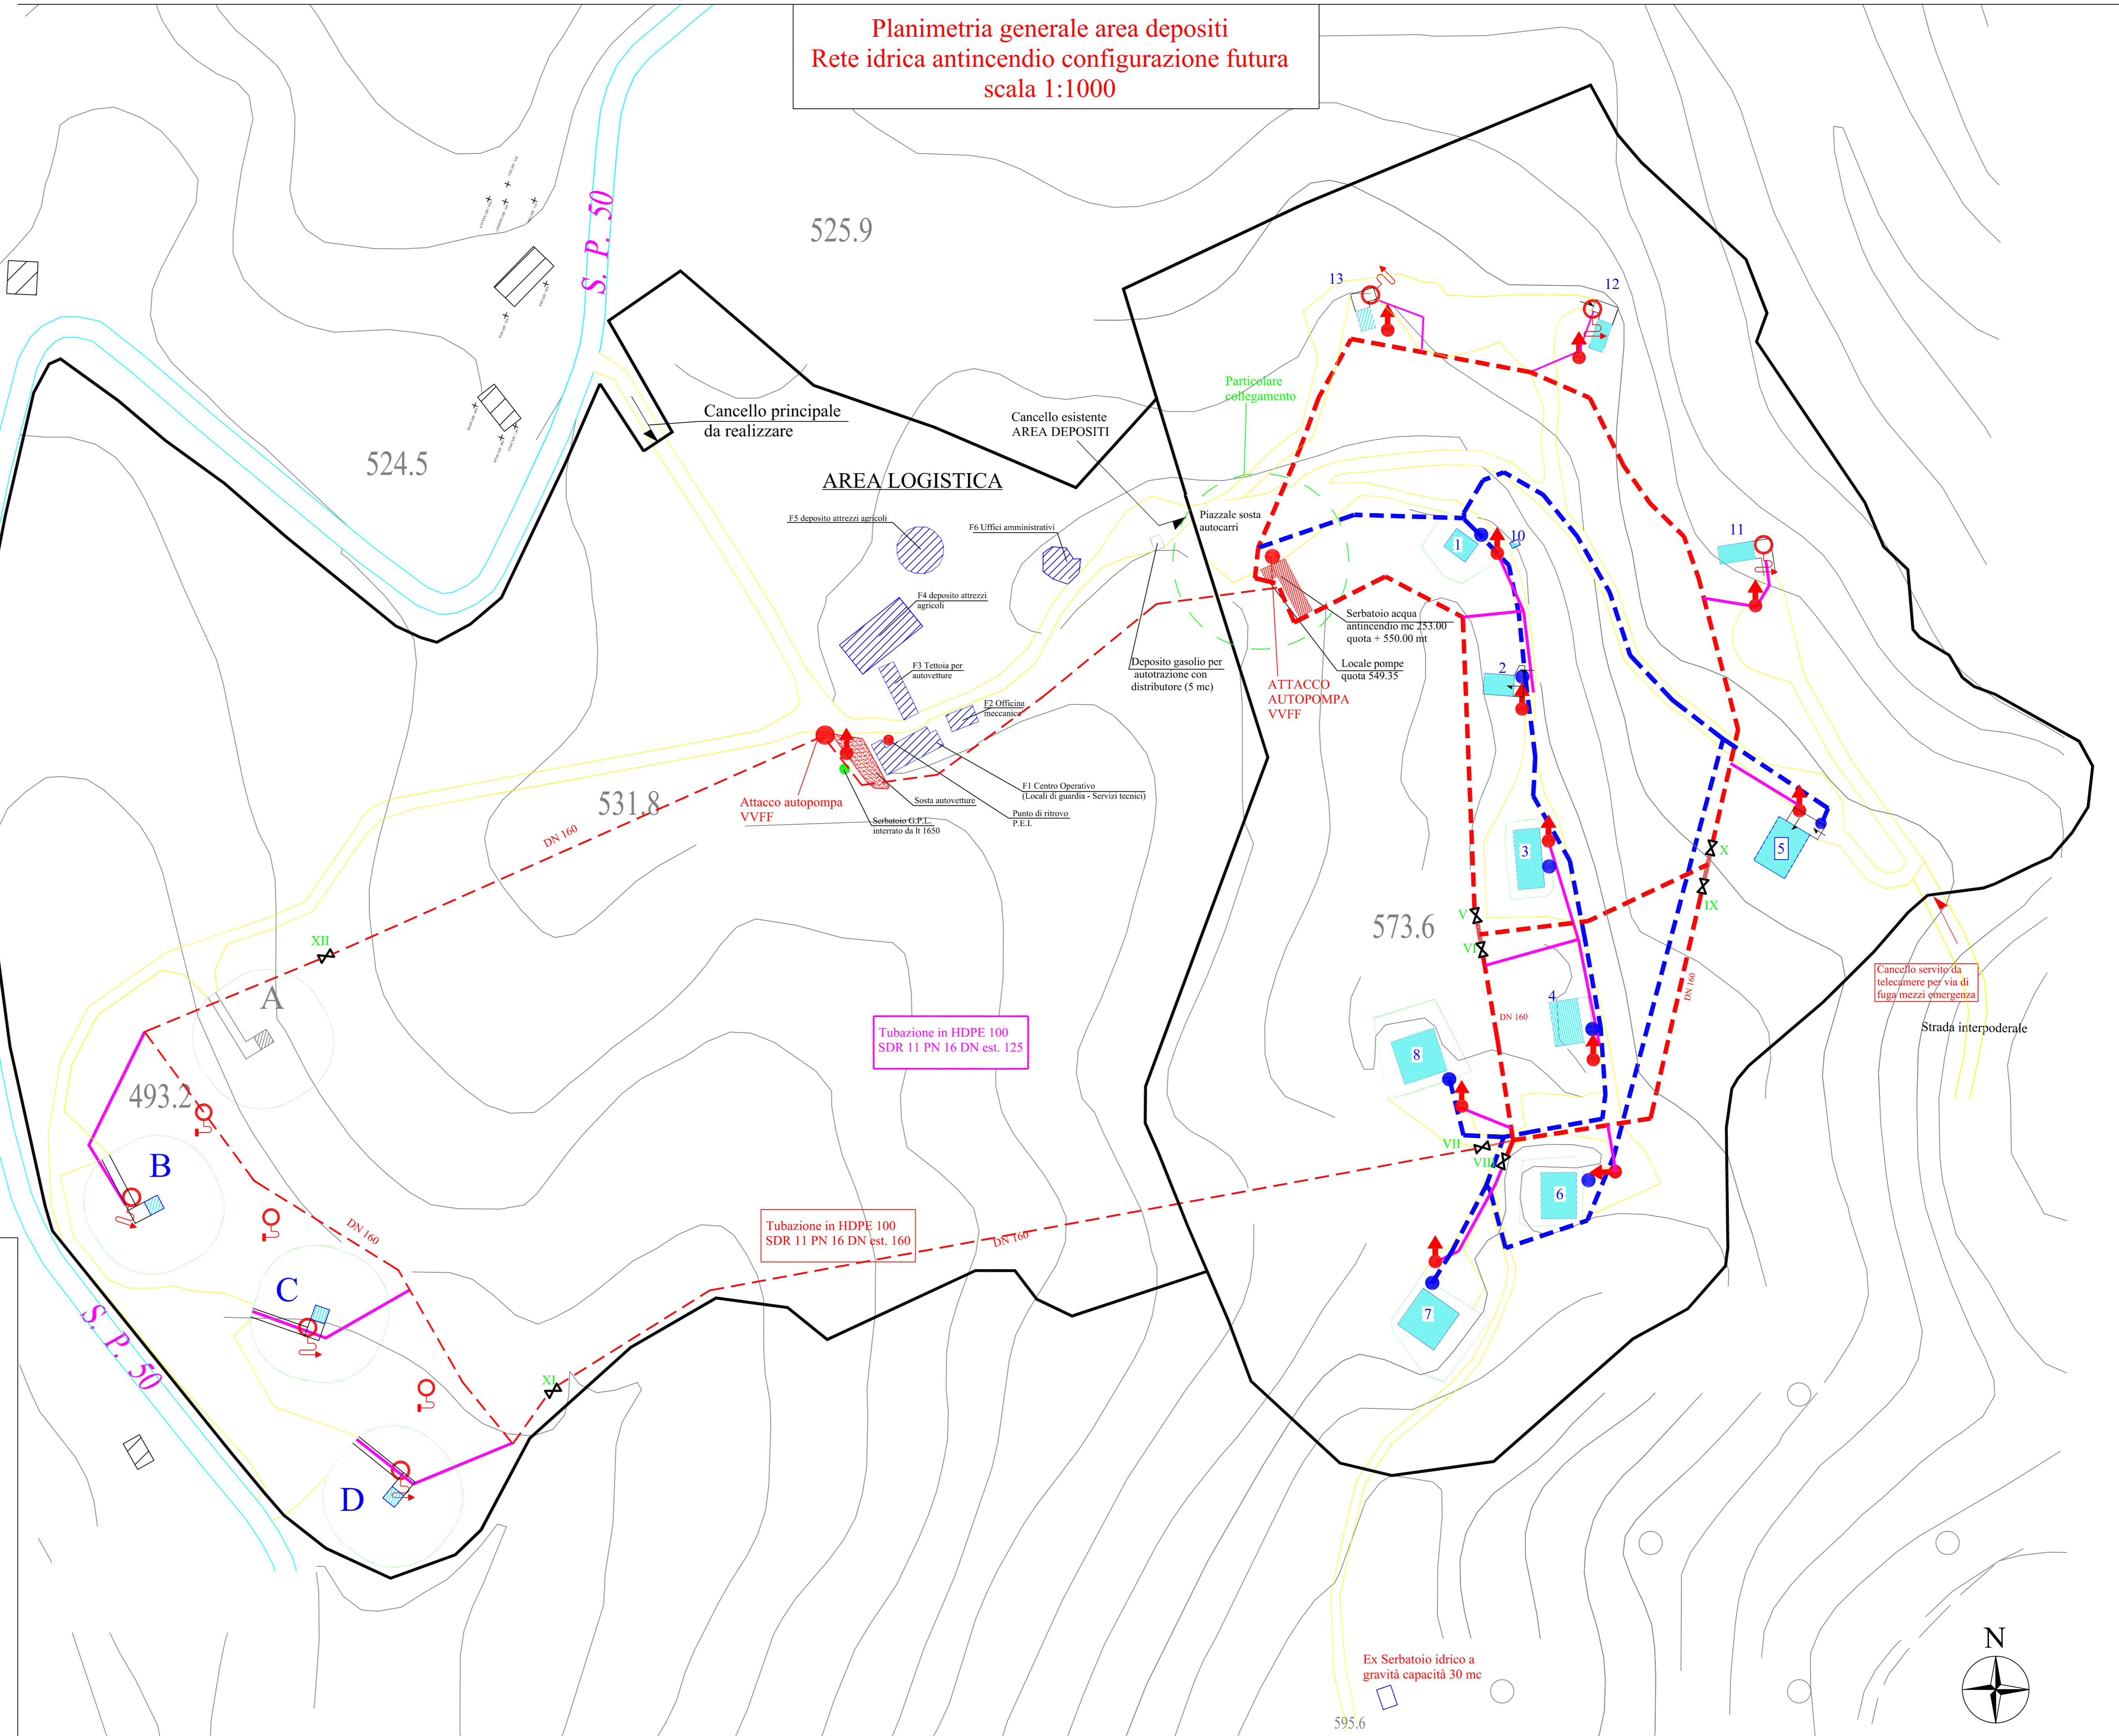 Planimetria generale area depositi
Rete idrica antincendio configurazione futura
scala 1:1000
S. P. 50
525.9
524.5
Cancello principale
da realizzare
AREA LOGISTICA
Cancello esistente
AREA DEPOSITI
Particolare
collegamento
13
12
11
10
1
2
3
4
5
6
7
8
Piazzale sosta
autocarri
F5 deposito attrezzi agricoli
F6 Uffici amministrativi
F4 deposito attrezzi
agricoli
F3 Tettoia per
autovetture
F2 Officina
meccanica
F1 Centro Operativo
(Locali di guardia - Servizi tecnici)
Punto di ritrovo
P.E.I.
Sosta autovetture
Serbatoio G.P.L.
interrato da lt 1650
Attacco autopompa
VVFF
Deposito gasolio per
autotrazione con
distributore (5 mc)
Serbatoio acqua
antincendio mc 253.00
quota + 550.00 mt
Locale pompe
quota 549.35
ATTACCO
AUTOPOMPA
VVFF
531.8
573.6
493.2
DN 160
DN 160
DN 160
DN 160
DN 160
V
VI
VII
VIII
IX
X
XI
XII
A
B
C
D
Tubazione in HDPE 100
SDR 11 PN 16 DN est. 125
Tubazione in HDPE 100
SDR 11 PN 16 DN est. 160
Cancello servito da
telecamere per via di
fuga mezzi emergenza
Strada interpoderale
S. P. 50
Ex Serbatoio idrico a
gravità capacità 30 mc
595.6
N